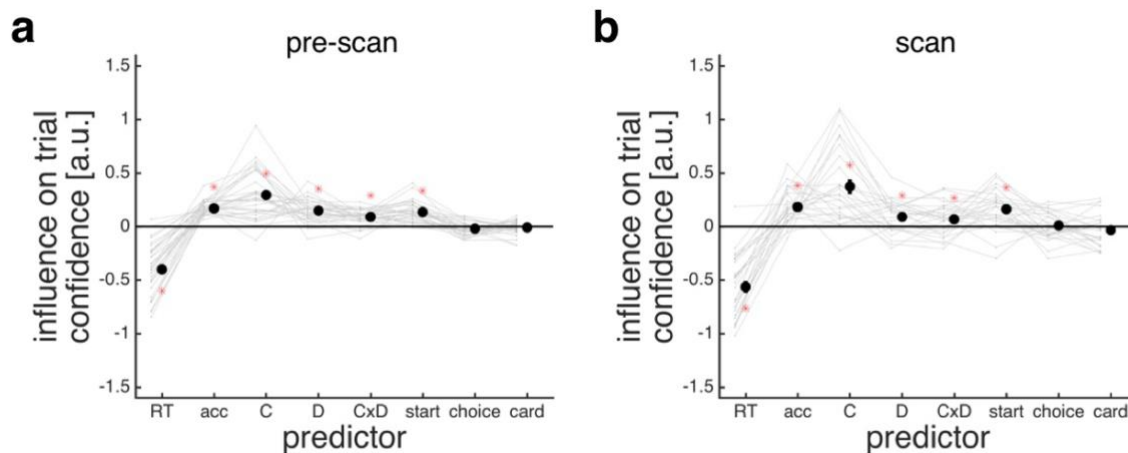 a
pre-scan
influence on trial
confidence [a.u.]
1.5
1
0.5
0
-0.5
-1
-1.5
RT acc C D CxD start choice card
predictor
b
scan
influence on trial
confidence [a.u.]
1.5
1
0.5
0
-0.5
-1
-1.5
RT acc C D CxD start choice card
predictor